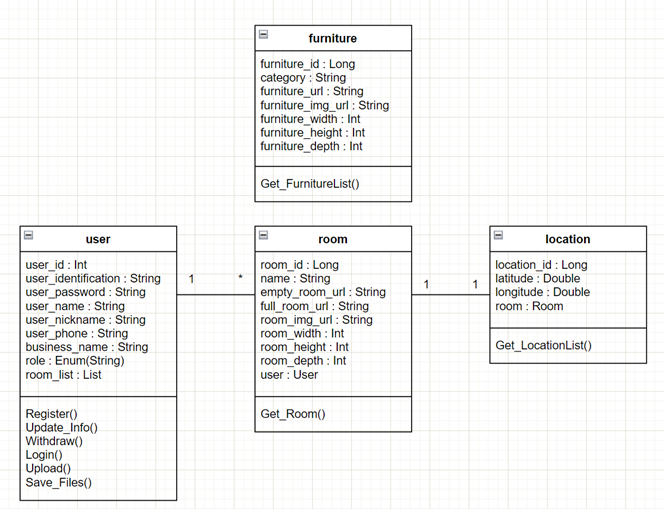 furniture
furniture_id : Long
category : String
furniture_url : String
furniture_img_url : String
furniture_width : Int
furniture_height : Int
furniture_depth : Int
Get_FurnitureList()
user
user_id : Int
user_identification : String
user_password : String
user_name : String
user_nickname : String
user_phone : String
business_name : String
role : Enum(String)
room_list : List
Register()
Update_Info()
Withdraw()
Login()
Upload()
Save_Files()
1
*
room
room_id : Long
name : String
empty_room_url : String
full_room_url : String
room_img_url : String
room_width : Int
room_height : Int
room_depth : Int
user : User
Get_Room()
1
1
location
location_id : Long
latitude : Double
longitude : Double
room : Room
Get_LocationList()